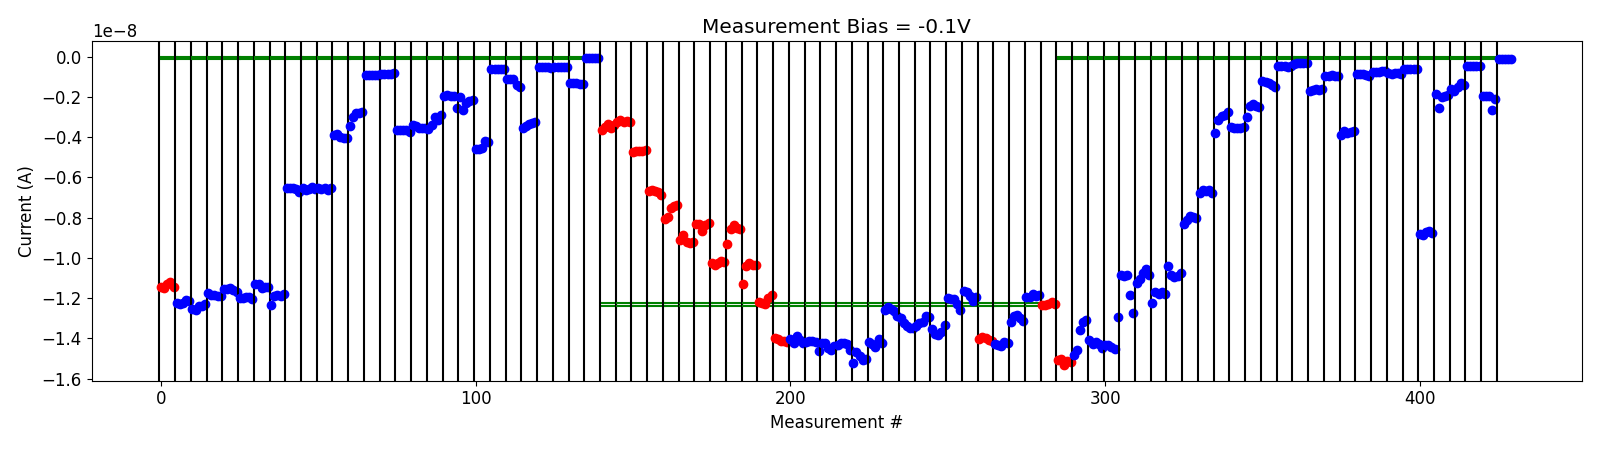 Measurement Bias = -0.1V
1e−8
0.0
−0.2
−0.4
−0.6
−0.8
−1.0
−1.2
−1.4
−1.6
Current (A)
0 100 200 300 400
Measurement #